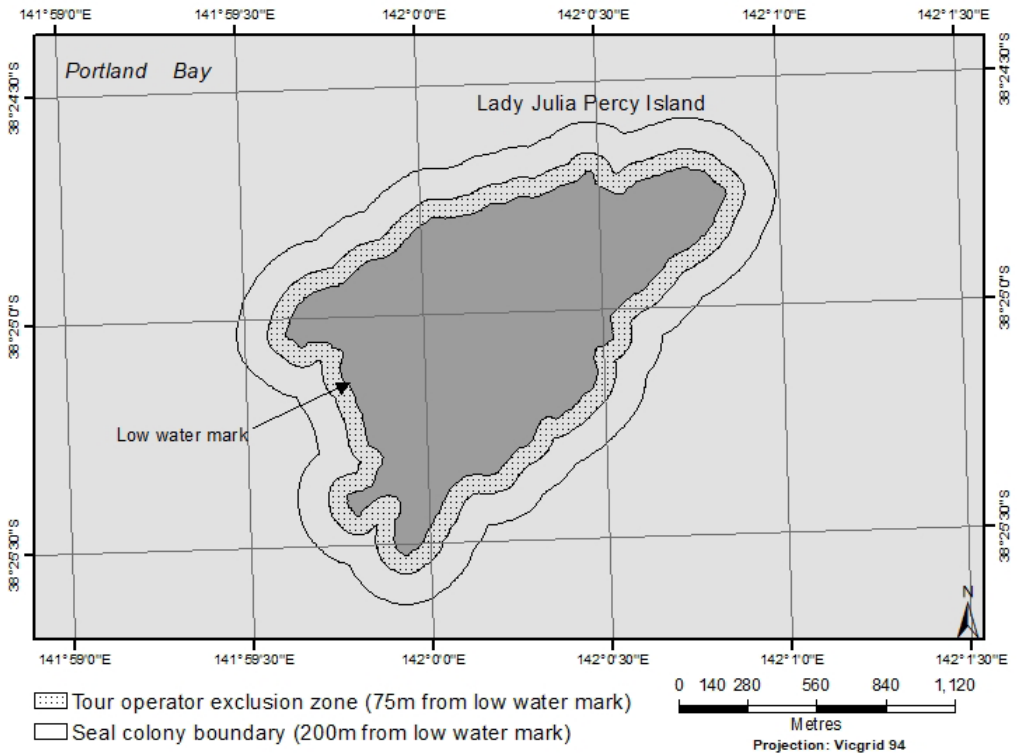 141°59'0"E 141°59'30"E 142°0'0"E 142°0'30"E 142°1'0"E 142°1'30"E
Portland Bay
38°24'30"S
38°24'30"S
Lady Julia Percy Island
38°25'0"S
38°25'0"S
Low water mark
38°25'30"S
38°25'30"S
N
141°59'0"E 141°59'30"E 142°0'0"E 142°0'30"E 142°1'0"E 142°1'30"E
Tour operator exclusion zone (75m from low water mark)
Seal colony boundary (200m from low water mark)
0 140 280 560 840 1,120
Metres
Projection: Vicgrid 94